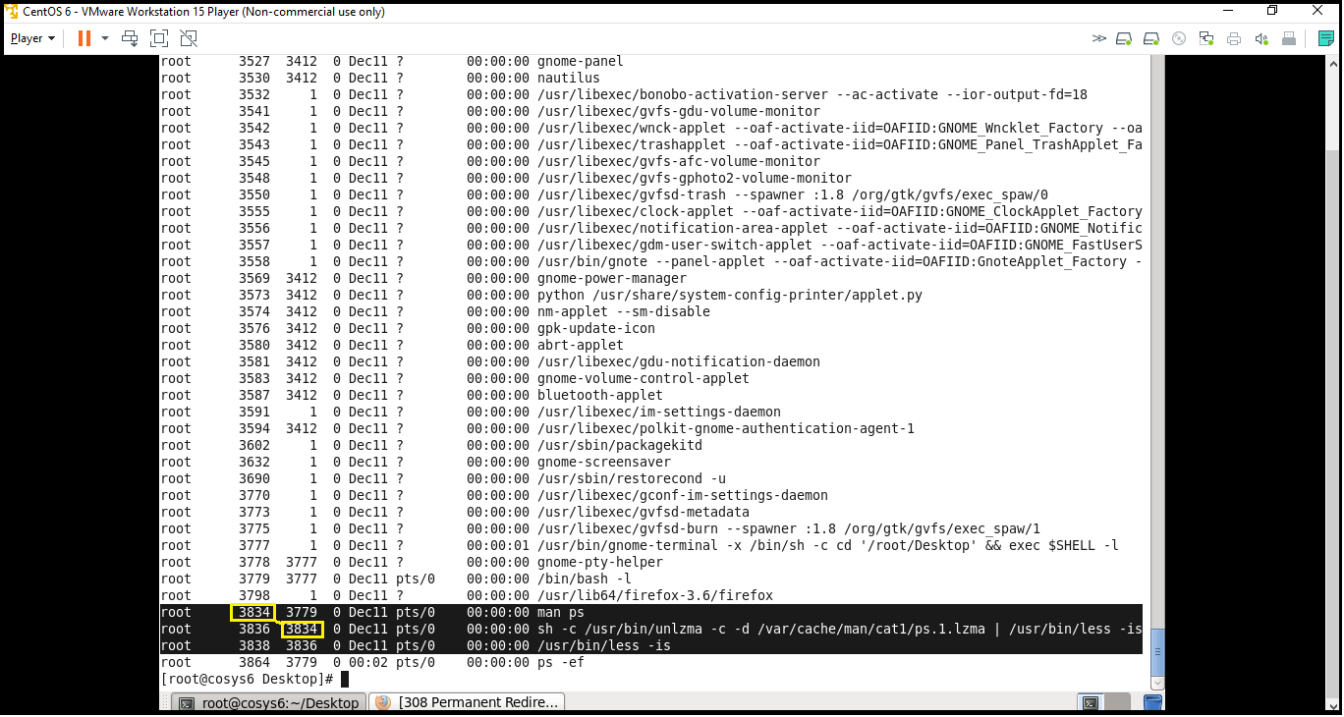 CentOS 6 - VMware Workstation 15 Player (Non-commercial use only)
Player
root 3527 3412 0 Dec11 ? 00:00:00 gnome-panel
root 3530 3412 0 Dec11 ? 00:00:00 nautilus
root 3532 1 0 Dec11 ? 00:00:00 /usr/libexec/bonobo-activation-server --ac-activate --ior-output-fd=18
root 3541 1 0 Dec11 ? 00:00:00 /usr/libexec/gvfs-gdu-volume-monitor
root 3542 1 0 Dec11 ? 00:00:00 /usr/libexec/wnck-applet --oaf-activate-iid=OAFIID:GNOME_Wncklet_Factory --oa
root 3543 1 0 Dec11 ? 00:00:00 /usr/libexec/trashapplet --oaf-activate-iid=OAFIID:GNOME_Panel_TrashApplet_Fa
root 3545 1 0 Dec11 ? 00:00:00 /usr/libexec/gvfs-afc-volume-monitor
root 3548 1 0 Dec11 ? 00:00:00 /usr/libexec/gvfs-gphoto2-volume-monitor
root 3550 1 0 Dec11 ? 00:00:00 /usr/libexec/gvfsd-trash --spawner :1.8 /org/gtk/gvfs/exec_spaw/0
root 3555 1 0 Dec11 ? 00:00:00 /usr/libexec/clock-applet --oaf-activate-iid=OAFIID:GNOME_ClockApplet_Factory
root 3556 1 0 Dec11 ? 00:00:00 /usr/libexec/notification-area-applet --oaf-activate-iid=OAFIID:GNOME_Notific
root 3557 1 0 Dec11 ? 00:00:00 /usr/libexec/gdm-user-switch-applet --oaf-activate-iid=OAFIID:GNOME_FastUserS
root 3558 1 0 Dec11 ? 00:00:00 /usr/bin/gnote --panel-applet --oaf-activate-iid=OAFIID:GnoteApplet_Factory -
root 3569 3412 0 Dec11 ? 00:00:00 gnome-power-manager
root 3573 3412 0 Dec11 ? 00:00:00 python /usr/share/system-config-printer/applet.py
root 3574 3412 0 Dec11 ? 00:00:00 nm-applet --sm-disable
root 3576 3412 0 Dec11 ? 00:00:00 gpk-update-icon
root 3580 3412 0 Dec11 ? 00:00:00 abrt-applet
root 3581 3412 0 Dec11 ? 00:00:00 /usr/libexec/gdu-notification-daemon
root 3583 3412 0 Dec11 ? 00:00:00 gnome-volume-control-applet
root 3587 3412 0 Dec11 ? 00:00:00 bluetooth-applet
root 3591 1 0 Dec11 ? 00:00:00 /usr/libexec/im-settings-daemon
root 3594 3412 0 Dec11 ? 00:00:00 /usr/libexec/polkit-gnome-authentication-agent-1
root 3602 1 0 Dec11 ? 00:00:00 /usr/sbin/packagekitd
root 3632 1 0 Dec11 ? 00:00:00 gnome-screensaver
root 3690 1 0 Dec11 ? 00:00:00 /usr/sbin/restorecond -u
root 3770 1 0 Dec11 ? 00:00:00 /usr/libexec/gconf-im-settings-daemon
root 3773 1 0 Dec11 ? 00:00:00 /usr/libexec/gvfsd-metadata
root 3775 1 0 Dec11 ? 00:00:00 /usr/libexec/gvfsd-burn --spawner :1.8 /org/gtk/gvfs/exec_spaw/1
root 3777 1 0 Dec11 ? 00:00:01 /usr/bin/gnome-terminal -x /bin/sh -c cd '/root/Desktop' && exec $SHELL -l
root 3778 3777 0 Dec11 ? 00:00:00 gnome-pty-helper
root 3779 3777 0 Dec11 pts/0 00:00:00 /bin/bash -l
root 3798 1 0 Dec11 ? 00:00:00 /usr/lib64/firefox-3.6/firefox
root 3834 3779 0 Dec11 pts/0 00:00:00 man ps
root 3836 3834 0 Dec11 pts/0 00:00:00 sh -c /usr/bin/unlzma -c -d /var/cache/man/cat1/ps.1.lzma | /usr/bin/less -is
root 3838 3836 0 Dec11 pts/0 00:00:00 /usr/bin/less -is
root 3864 3779 0 00:02 pts/0 00:00:00 ps -ef
[root@cosys6 Desktop]#
root@cosys6:~/Desktop [308 Permanent Redire...